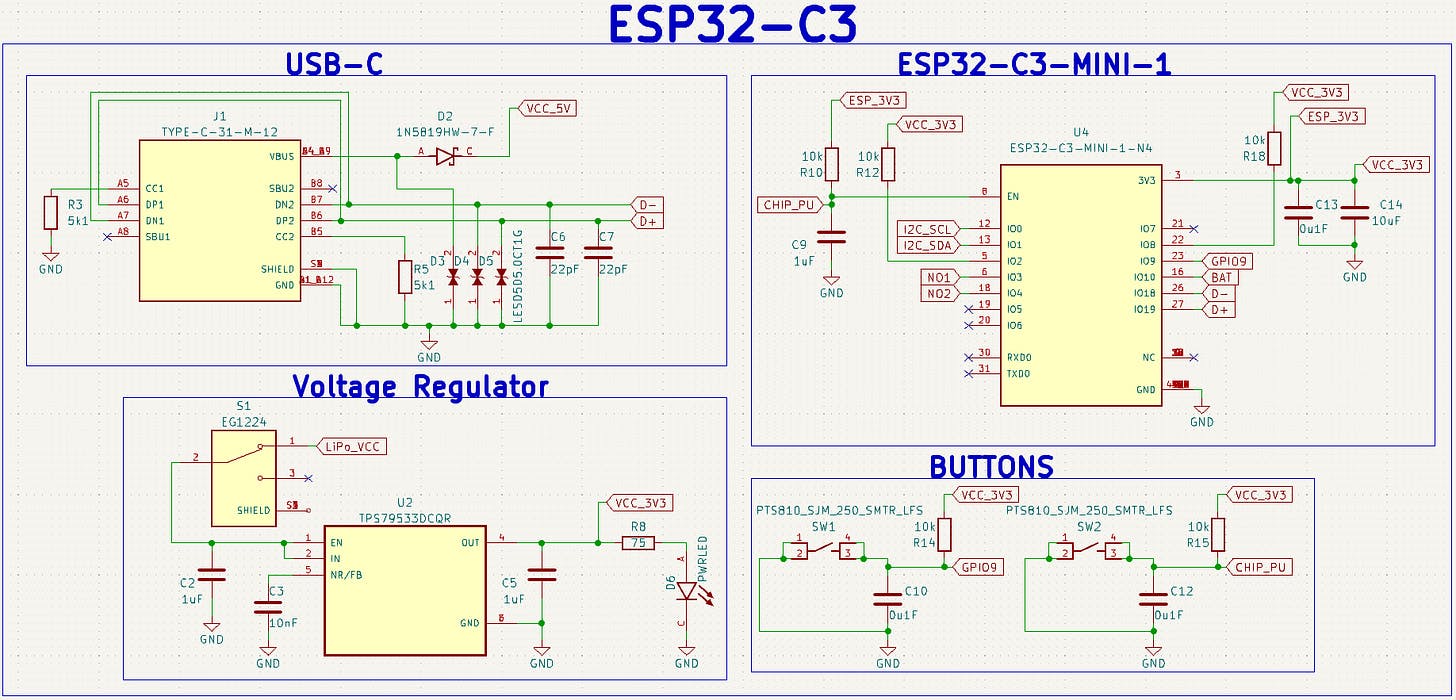 ESP32-C3
USB-C
J1
TYPE-C-31-M-12
VBUS
CC1
SBU2
DP1
DN2
DN1
DP2
SBU1
CC2
SHIELD
GND
A5
A6
A7
A8
B8
B7
B6
B5
R3
5k1
GND
D2
1N5819HW-7-F
A
C
VCC_5V
D-
D+
R5
5k1
D3
D4
D5
2
2
2
1
1
1
C6
22pF
C7
22pF
GND
Voltage Regulator
S1
EG1224
2
1
3
SHIELD
LiPo_VCC
U2
TPS79533DCQR
1
2
5
EN
IN
NR/FB
OUT
GND
4
C2
1uF
GND
C3
10nF
GND
C5
1uF
GND
VCC_3V3
R8
75
A
C
D6
PWRLED
GND
ESP32-C3-MINI-1
ESP_3V3
VCC_3V3
10k
R10
10k
R12
CHIP_PU
C9
1uF
GND
I2C_SCL
I2C_SDA
NO1
NO2
U4
ESP32-C3-MINI-1-N4
8
12
13
5
6
18
19
20
30
31
EN
IO0
IO1
IO2
IO3
IO4
IO5
IO6
RXD0
TXD0
3V3
IO7
IO8
IO9
IO10
IO18
IO19
NC
GND
3
21
22
23
16
26
27
GPIO9
BAT
D-
D+
GND
VCC_3V3
ESP_3V3
10k
R18
VCC_3V3
C13
0u1F
C14
10uF
GND
BUTTONS
PTS810_SJM_250_SMTR_LFS
SW1
1
2
4
3
VCC_3V3
10k
R14
GPIO9
C10
0u1F
GND
PTS810_SJM_250_SMTR_LFS
SW2
1
2
4
3
VCC_3V3
10k
R15
CHIP_PU
C12
0u1F
GND